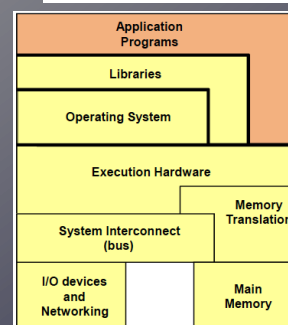 Application
Programs
Libraries
Operating System
Execution Hardware
Memory
Translation
System Interconnect
(bus)
I/O devices
and
Networking
Main
Memory